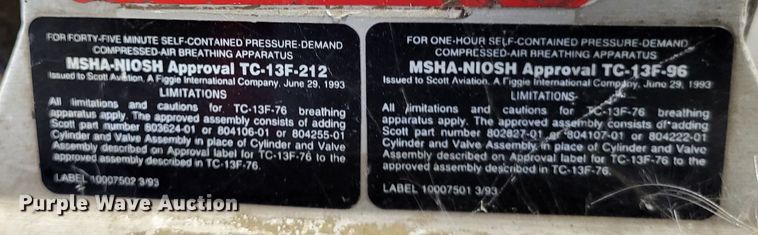 FOR FORTY-FIVE MINUTE SELF-CONTAINED PRESSURE-DEMAND
COMPRESSED-AIR BREATHING APPARATUS
MSHA-NIOSH Approval TC-13F-212
Issued to Scott Aviation, A Figgie International Company, June 29, 1993
LIMITATIONS
All limitations and cautions for TC-13F-76 breathing
apparatus apply. The approved assembly consists of adding
Scott part number 803624-01 or 804106-01 or 804255-01
Cylinder and Valve Assembly in place of Cylinder and Valve
Assembly described on Approval label for TC-13F-76 to the
approved assembly described in TC-13F-76.
LABEL 10007502 3/93
FOR ONE-HOUR SELF-CONTAINED PRESSURE-DEMAND
COMPRESSED-AIR BREATHING APPARATUS
MSHA-NIOSH Approval TC-13F-96
Issued to Scott Aviation, A Figgie International Company, June 29, 1993
LIMITATIONS
All limitations and cautions for TC-13F-76 breathing
apparatus apply. The approved assembly consists of adding
Scott part number 802827-01 or 804107-01 or 804222-01
Cylinder and Valve Assembly in place of Cylinder and Valve
Assembly described on Approval label for TC-13F-76 to the
approved assembly described in TC-13F-76.
LABEL 10007501 3/93
Purple Wave Auction